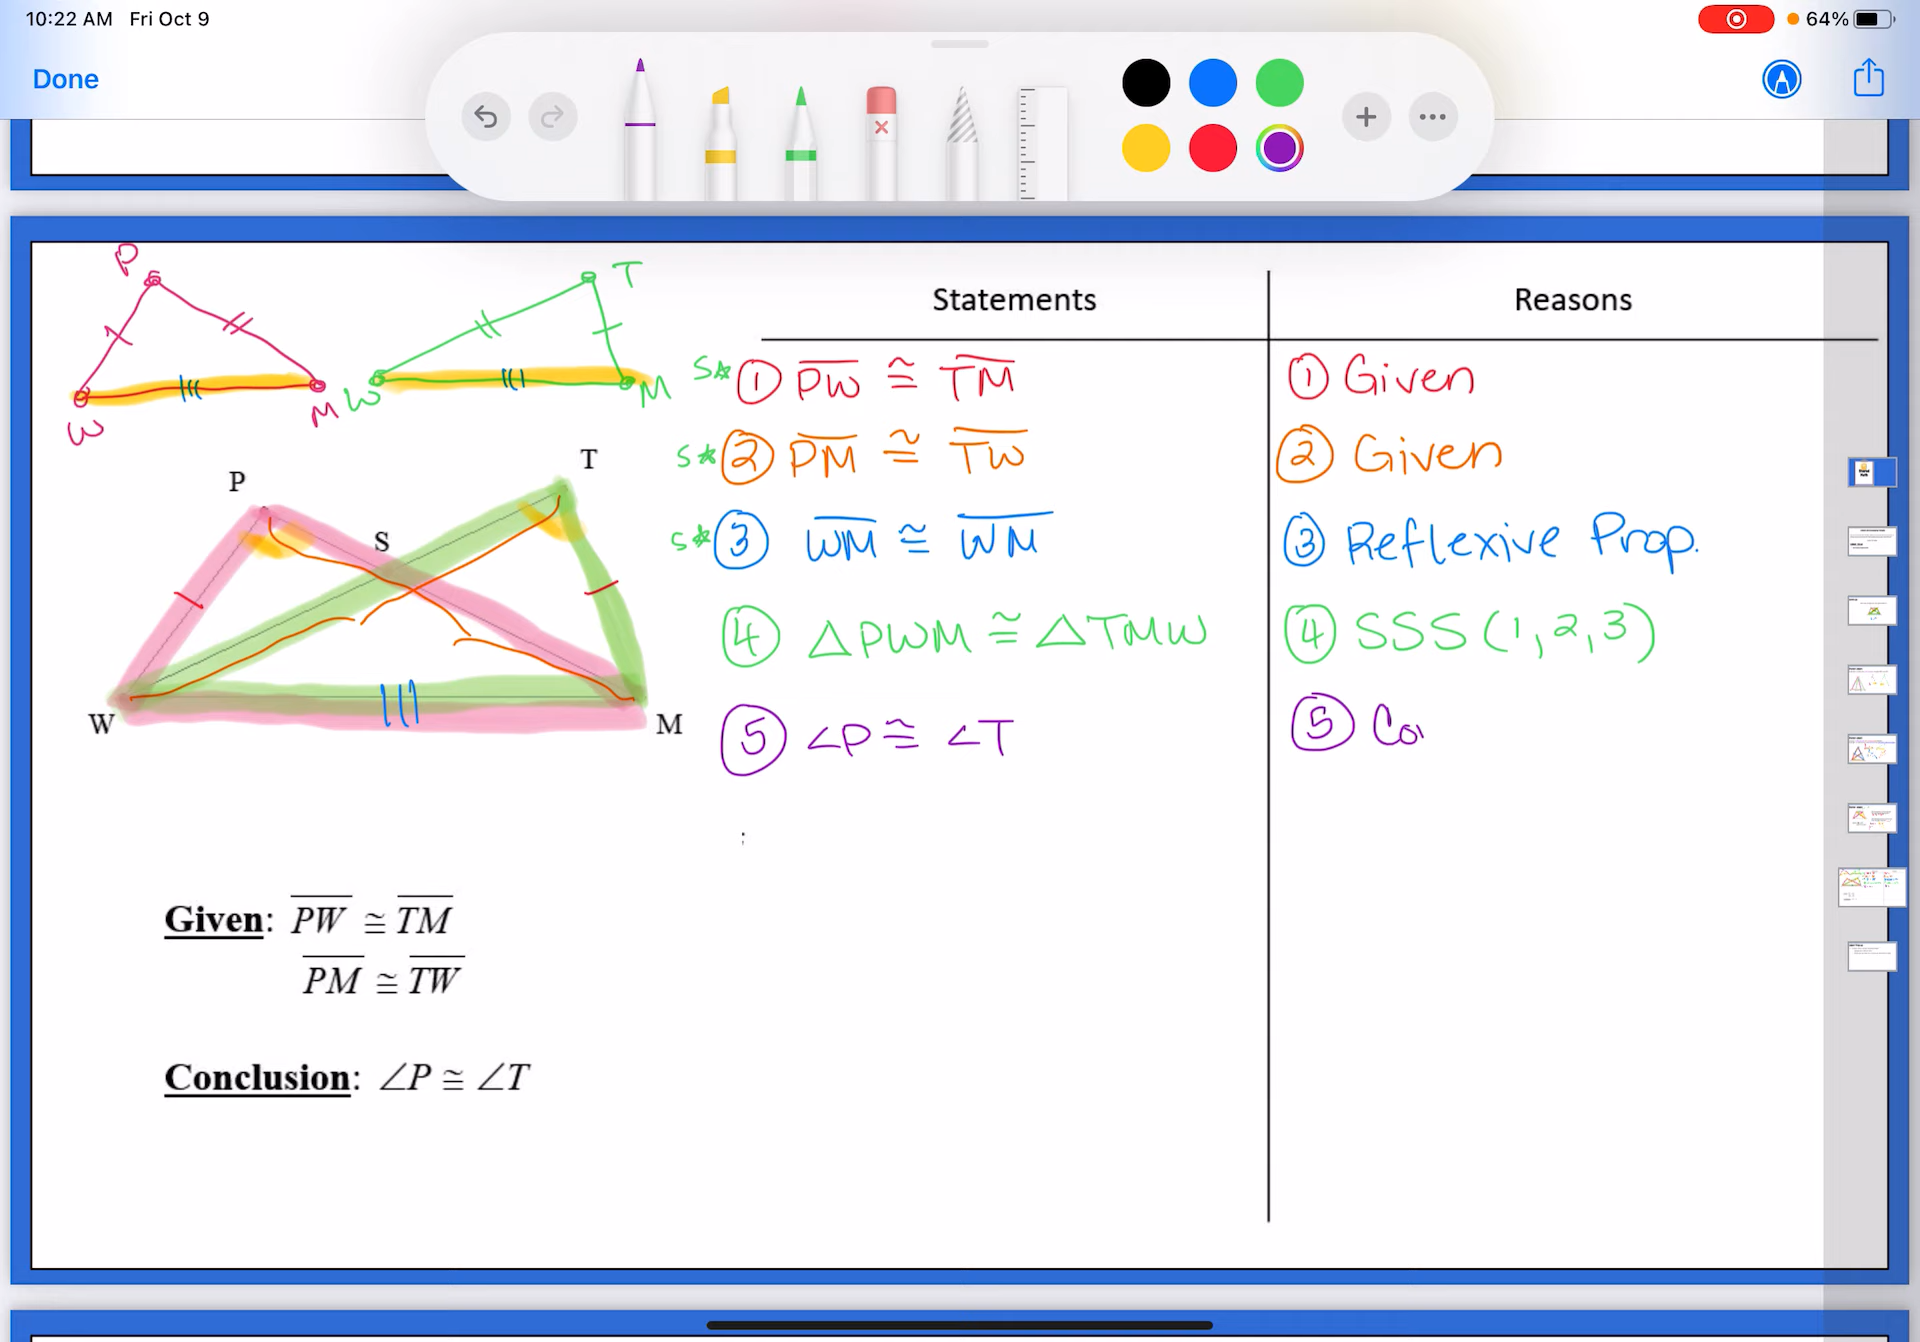 10:22 AM Fri Oct 9
64%
Done
P
T
W
M
W
M
Statements
Reasons
S* ① PW ≅ TM
① Given
S* ② PM ≅ TW
② Given
S* ③ WM ≅ WM
③ Reflexive Prop.
④ △PWM ≅ △TMW
④ SSS (1, 2, 3)
⑤ ∠P ≅ ∠T
⑤ Co
P
T
S
W
M
Given: PW ≅ TM
PM ≅ TW
Conclusion: ∠P ≅ ∠T